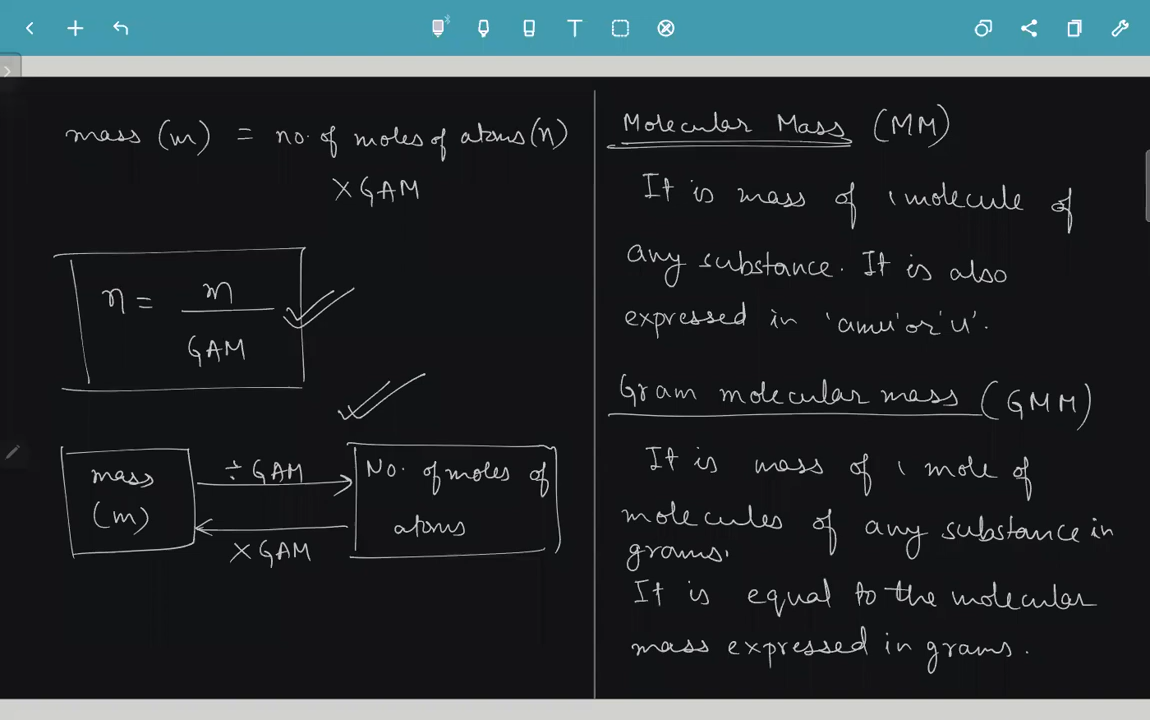 mass (m) = no. of moles of atoms (n)
× GAM
n = m / GAM
mass
(m)
÷ GAM
× GAM
No. of moles of
atoms
Molecular Mass (MM)
It is mass of 1 molecule of
any substance. It is also
expressed in 'amu' or 'u'.
Gram molecular mass (GMM)
It is mass of 1 mole of
molecules of any substance in
grams.
It is equal to the molecular
mass expressed in grams.